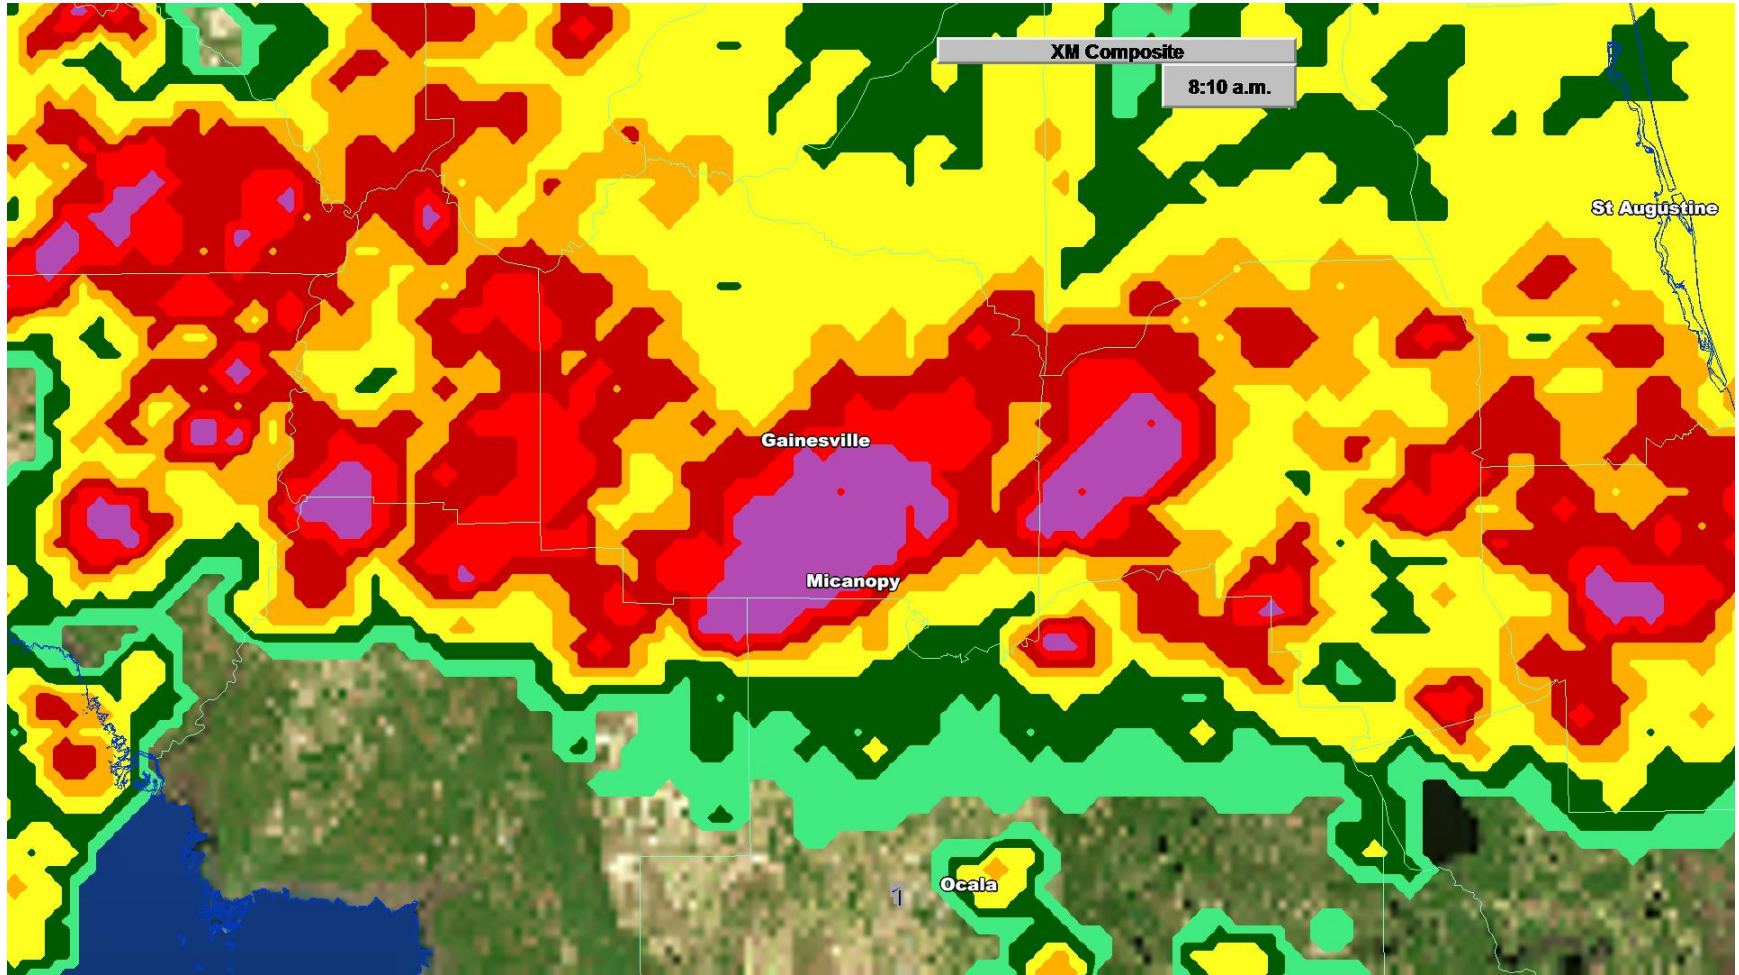 XM Composite
8:10 a.m.
St Augustine
Gainesville
Micanopy
Ocala
1